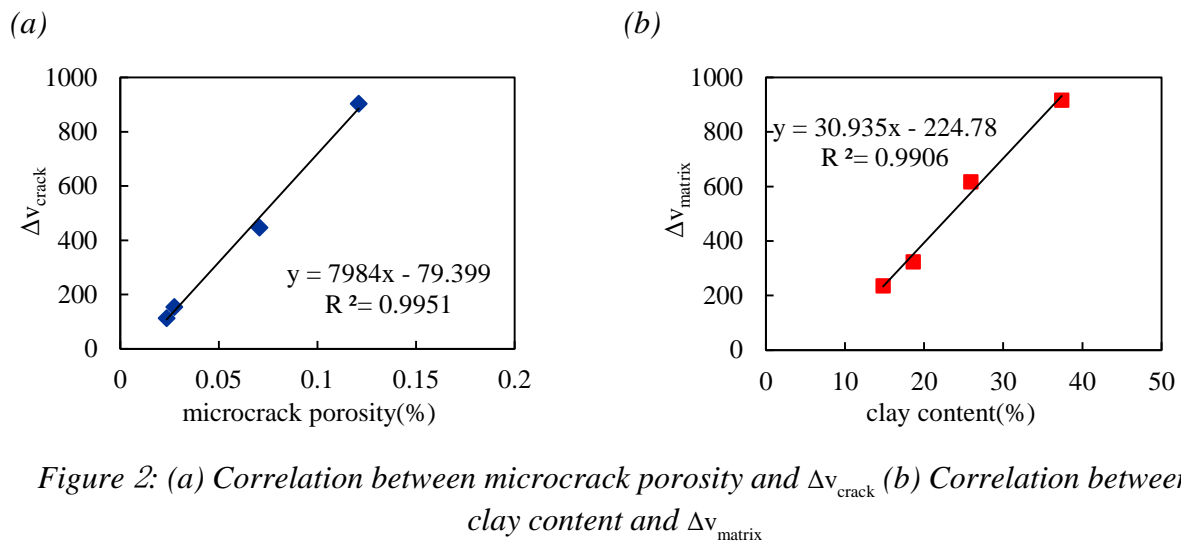 (a)
1000
800
600
400
200
0
Δv_crack
y = 7984x - 79.399
R ²= 0.9951
0 0.05 0.1 0.15 0.2
microcrack porosity(%)
(b)
1000
800
600
400
200
0
Δv_matrix
y = 30.935x - 224.78
R ²= 0.9906
0 10 20 30 40 50
clay content(%)
Figure 2: (a) Correlation between microcrack porosity and Δv_crack (b) Correlation between
clay content and Δv_matrix